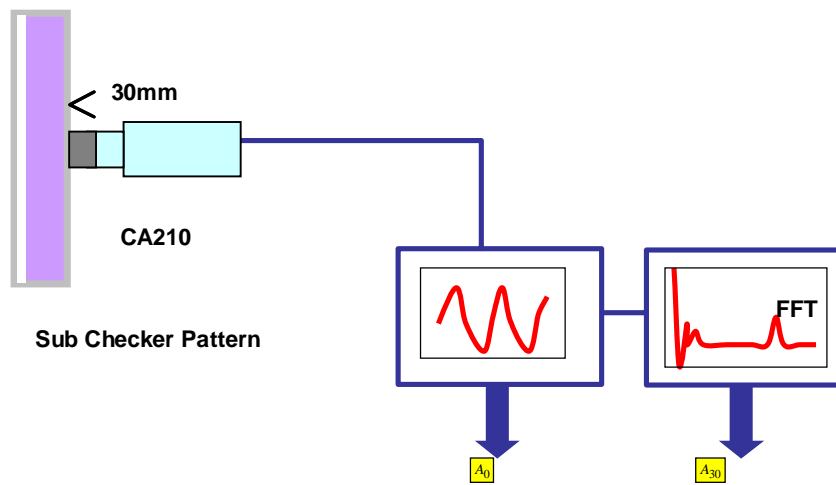 30mm
CA210
FFT
Sub Checker Pattern
A₀
A₃₀